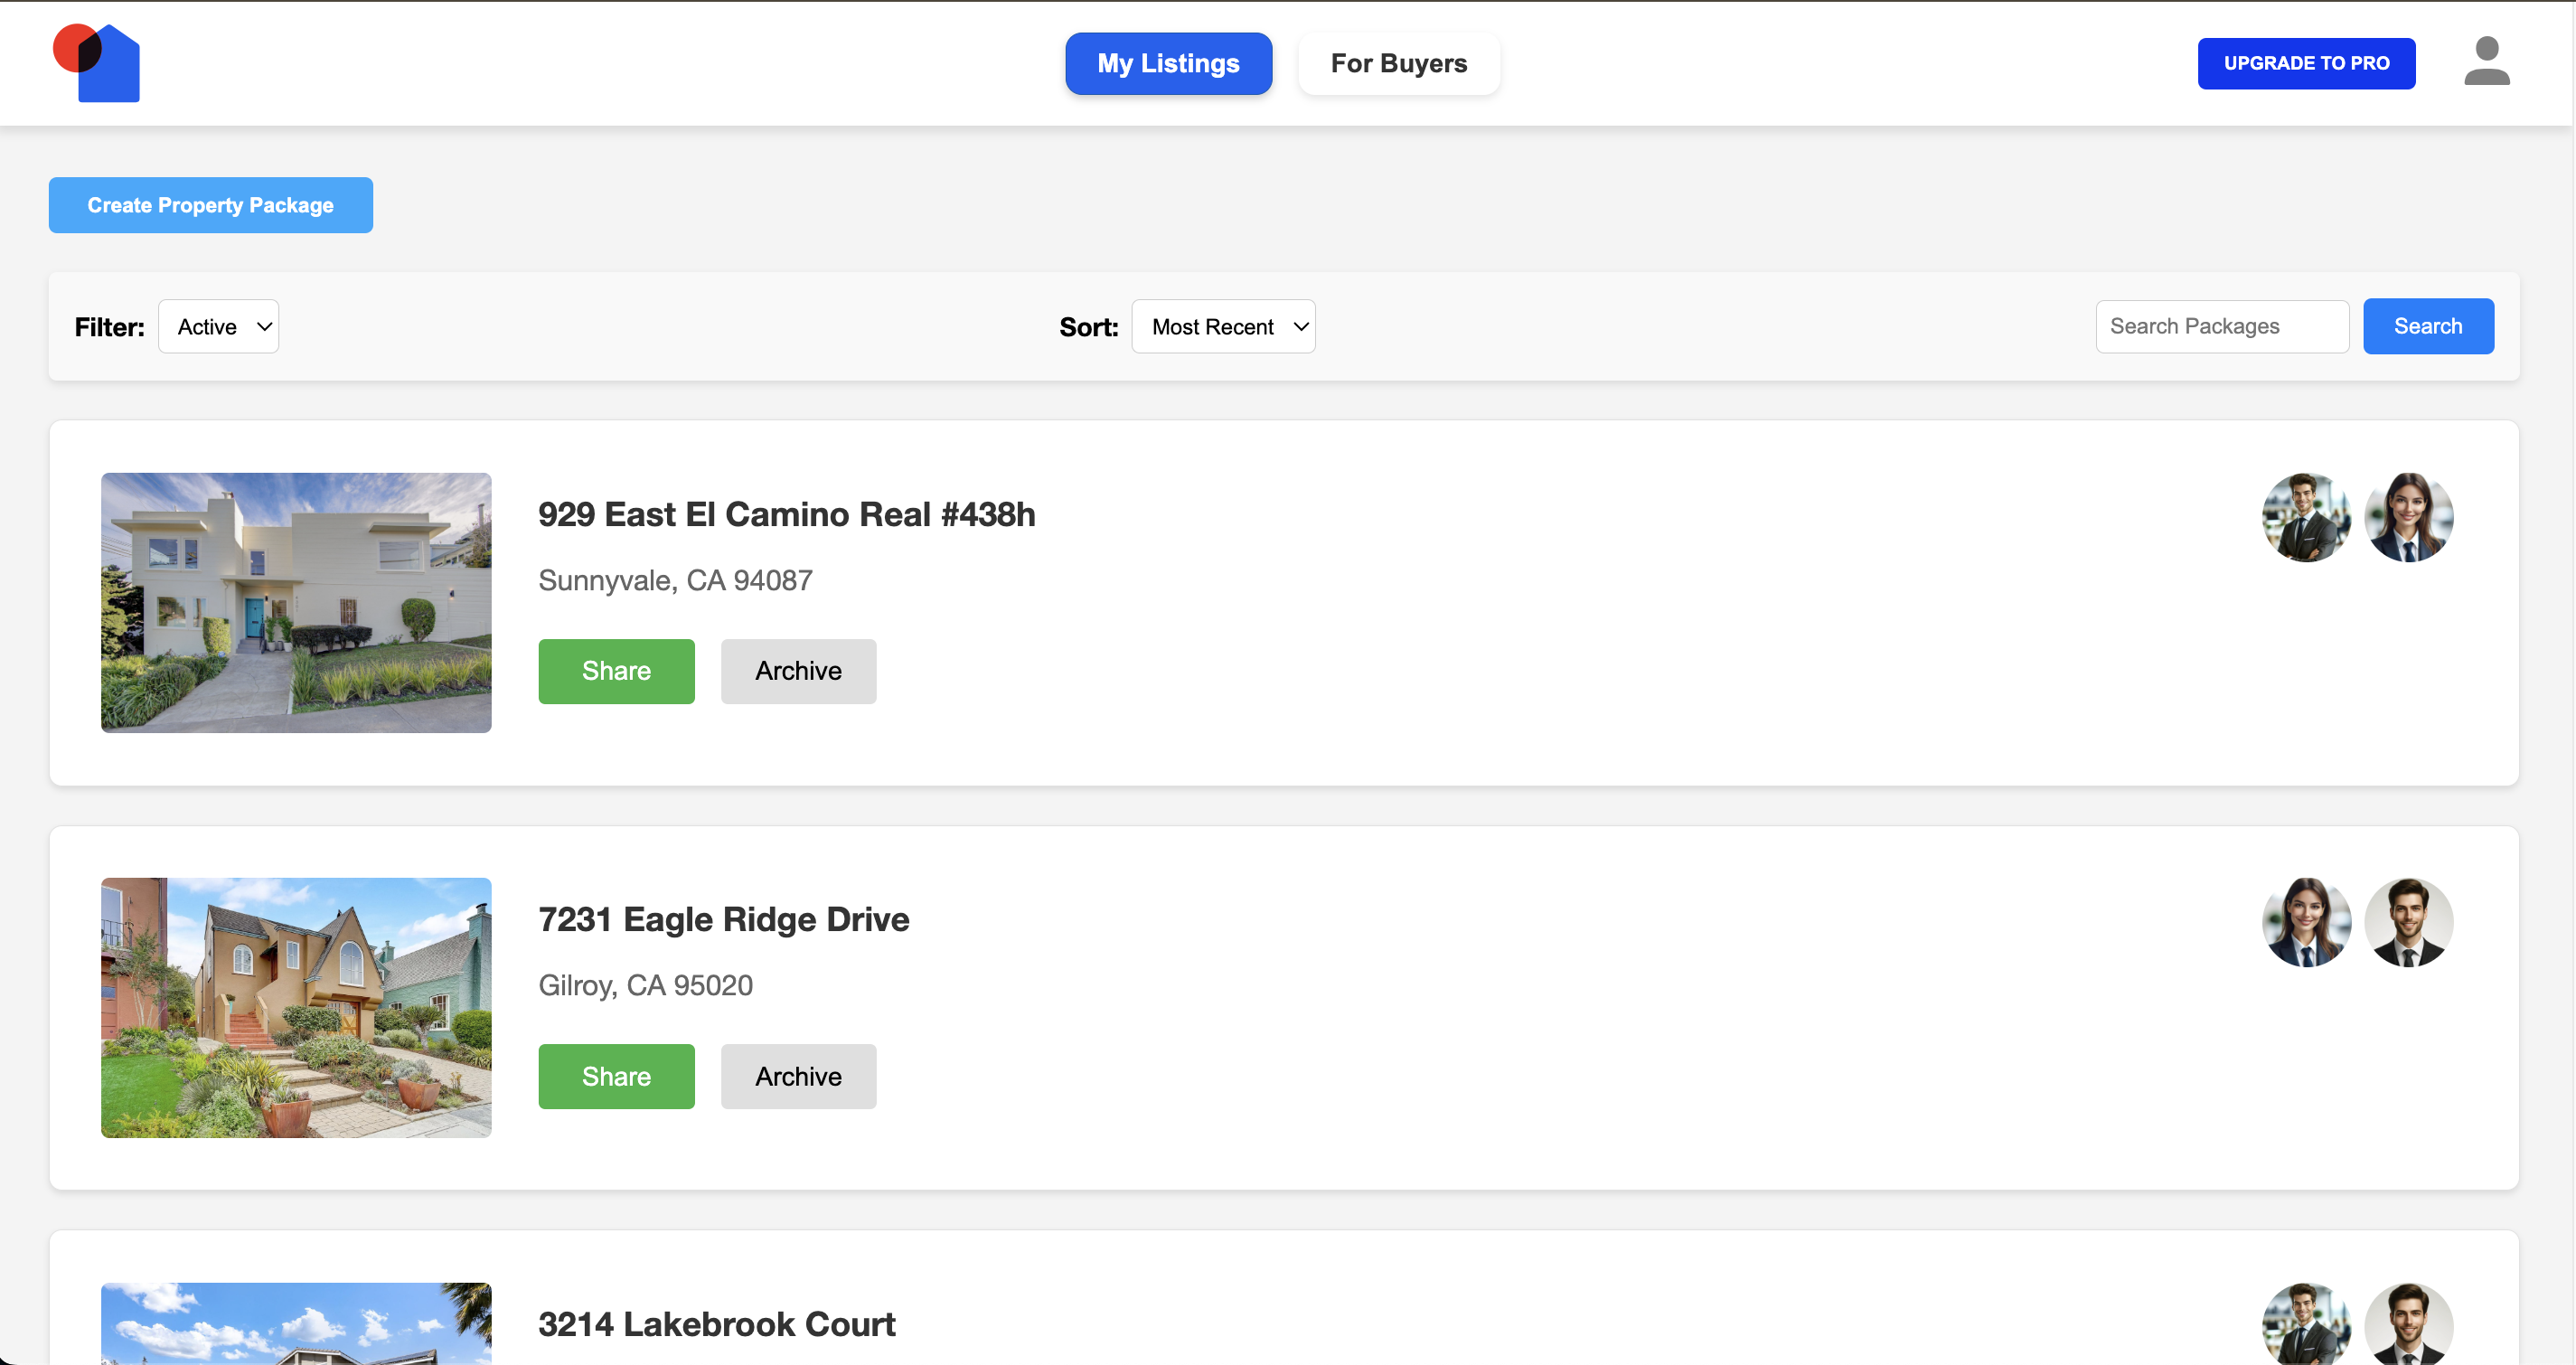 My Listings
For Buyers
UPGRADE TO PRO
Create Property Package
Filter: Active
Sort: Most Recent
Search Packages
Search
929 East El Camino Real #438h
Sunnyvale, CA 94087
Share
Archive
7231 Eagle Ridge Drive
Gilroy, CA 95020
Share
Archive
3214 Lakebrook Court